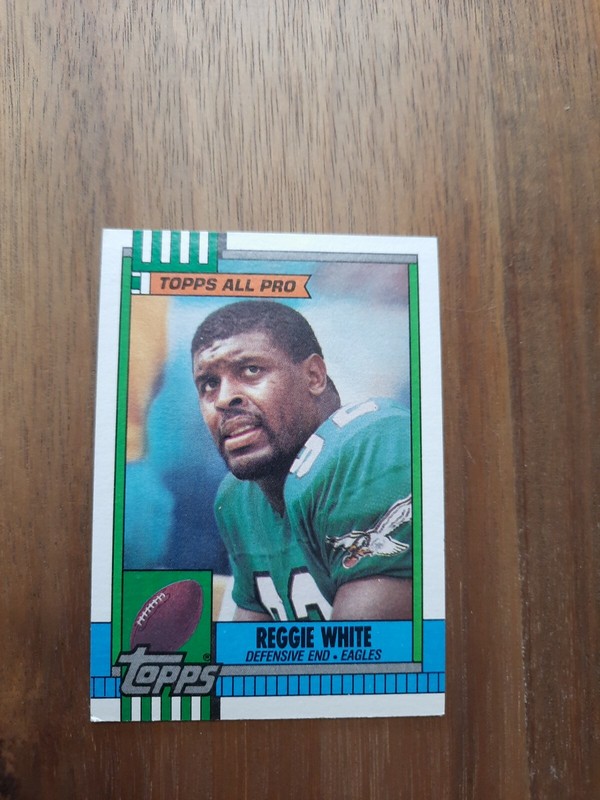 TOPPS ALL PRO
REGGIE WHITE
DEFENSIVE END • EAGLES
TOPPS®